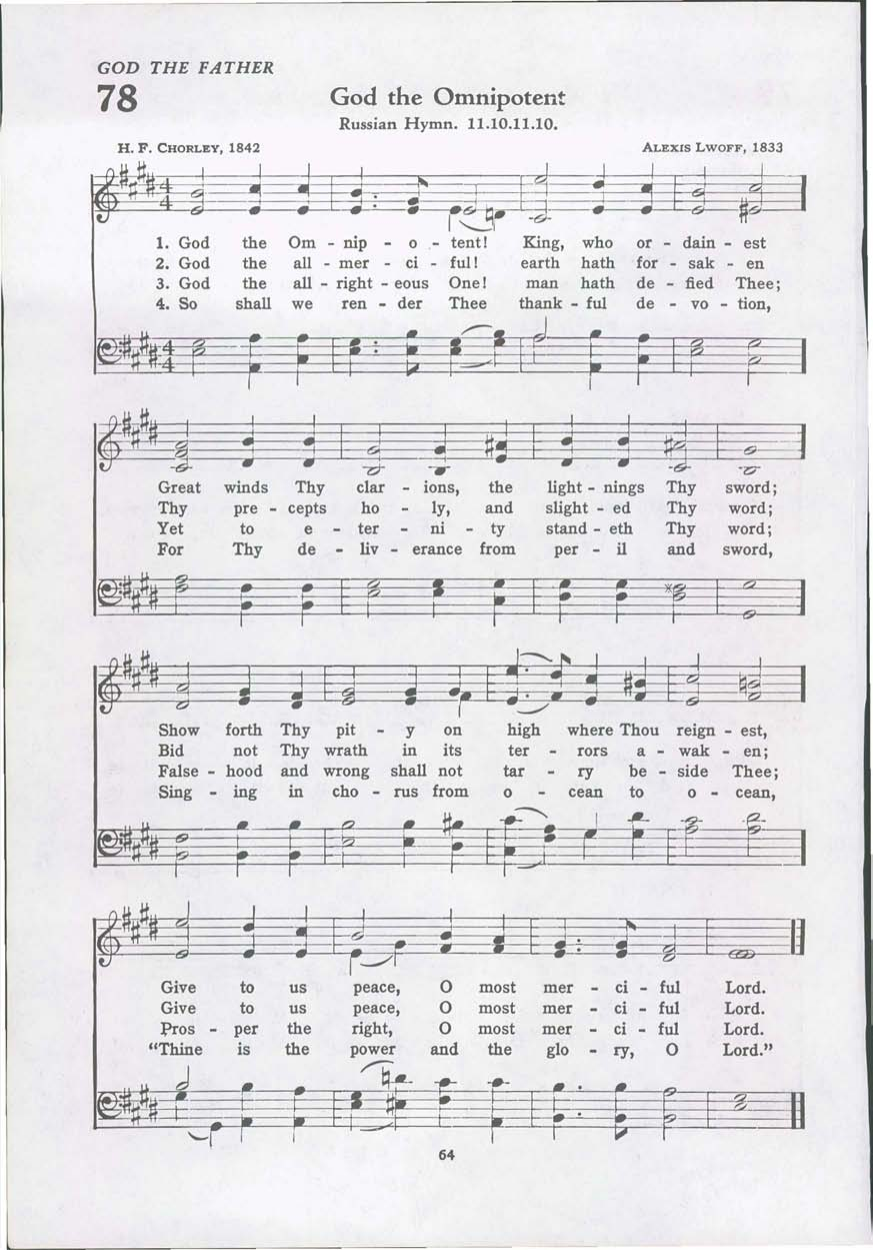 GOD THE FATHER
78
God the Omnipotent
Russian Hymn. 11.10.11.10.
H. F. CHORLEY, 1842 ALEXIS LWOFF, 1833
1. God the Om - nip - o - tent! King, who or - dain - est
2. God the all - mer - ci - ful! earth hath for - sak - en
3. God the all - right - eous One! man hath de - fied Thee;
4. So shall we ren - der Thee thank - ful de - vo - tion,
Great winds Thy clar - ions, the light - nings Thy sword;
Thy pre - cepts ho - ly, and slight - ed Thy word;
Yet to e - ter - ni - ty stand - eth Thy word;
For Thy de - liv - erance from per - il and sword,
Show forth Thy pit - y on high where Thou reign - est,
Bid not Thy wrath in its ter - rors a - wak - en;
False - hood and wrong shall not tar - ry be - side Thee;
Sing - ing in cho - rus from o - cean to o - cean,
Give to us peace, O most mer - ci - ful Lord.
Give to us peace, O most mer - ci - ful Lord.
Pros - per the right, O most mer - ci - ful Lord.
“Thine is the power and the glo - ry, O Lord.”
64